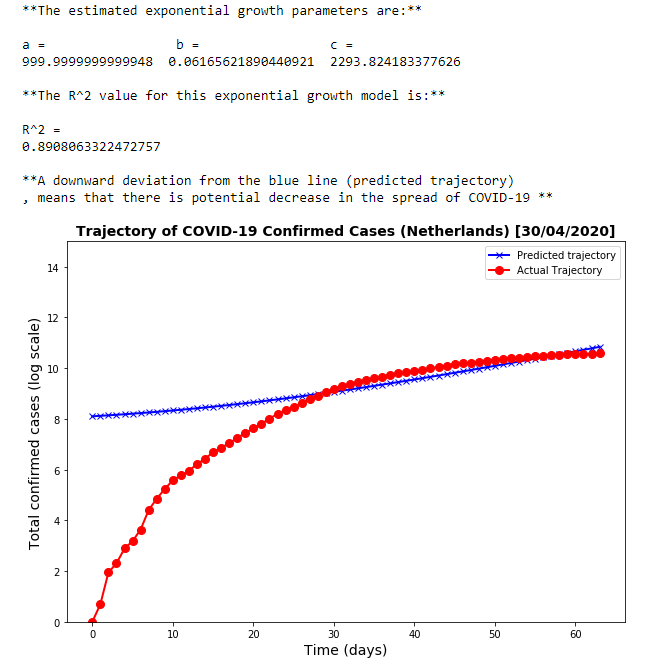 **The estimated exponential growth parameters are:**
a = b = c =
999.9999999999948 0.06165621890440921 2293.824183377626
**The R^2 value for this exponential growth model is:**
R^2 =
0.8908063322472757
**A downward deviation from the blue line (predicted trajectory)
, means that there is potential decrease in the spread of COVID-19 **
Trajectory of COVID-19 Confirmed Cases (Netherlands) [30/04/2020]
Predicted trajectory
Actual Trajectory
Total confirmed cases (log scale)
14
12
10
8
6
4
2
0
0 10 20 30 40 50 60
Time (days)